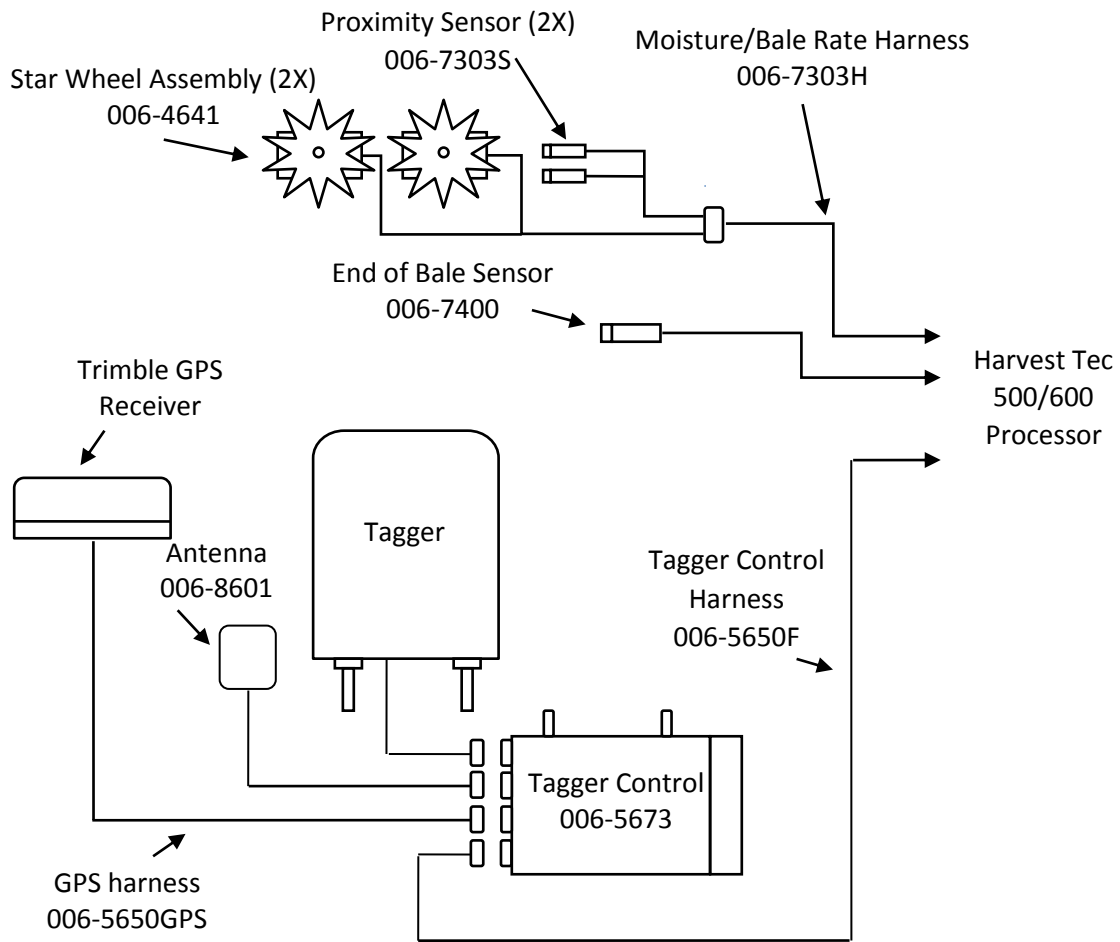 Proximity Sensor (2X)
006-7303S
Moisture/Bale Rate Harness
006-7303H
Star Wheel Assembly (2X)
006-4641
End of Bale Sensor
006-7400
Trimble GPS
Receiver
Harvest Tec
500/600
Processor
Tagger
Antenna
006-8601
Tagger Control
Harness
006-5650F
Tagger Control
006-5673
GPS harness
006-5650GPS